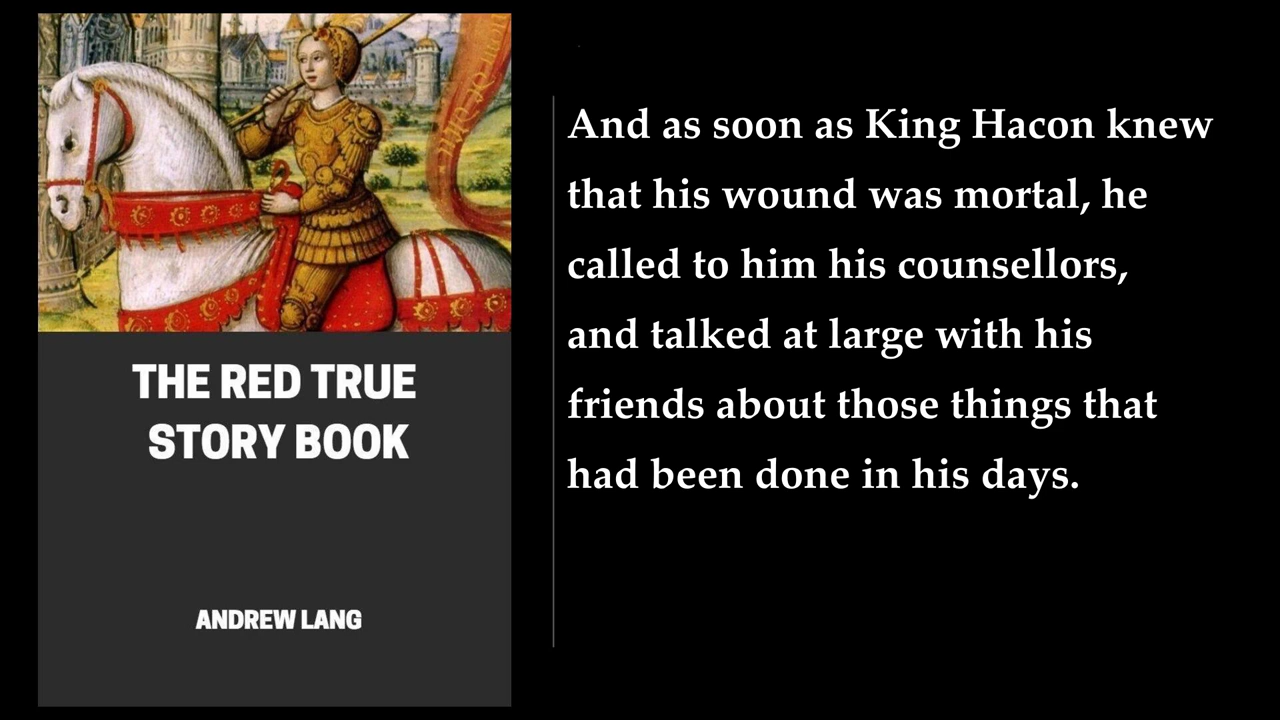 THE RED TRUE
STORY BOOK
ANDREW LANG
And as soon as King Hacon knew
that his wound was mortal, he
called to him his counsellors,
and talked at large with his
friends about those things that
had been done in his days.